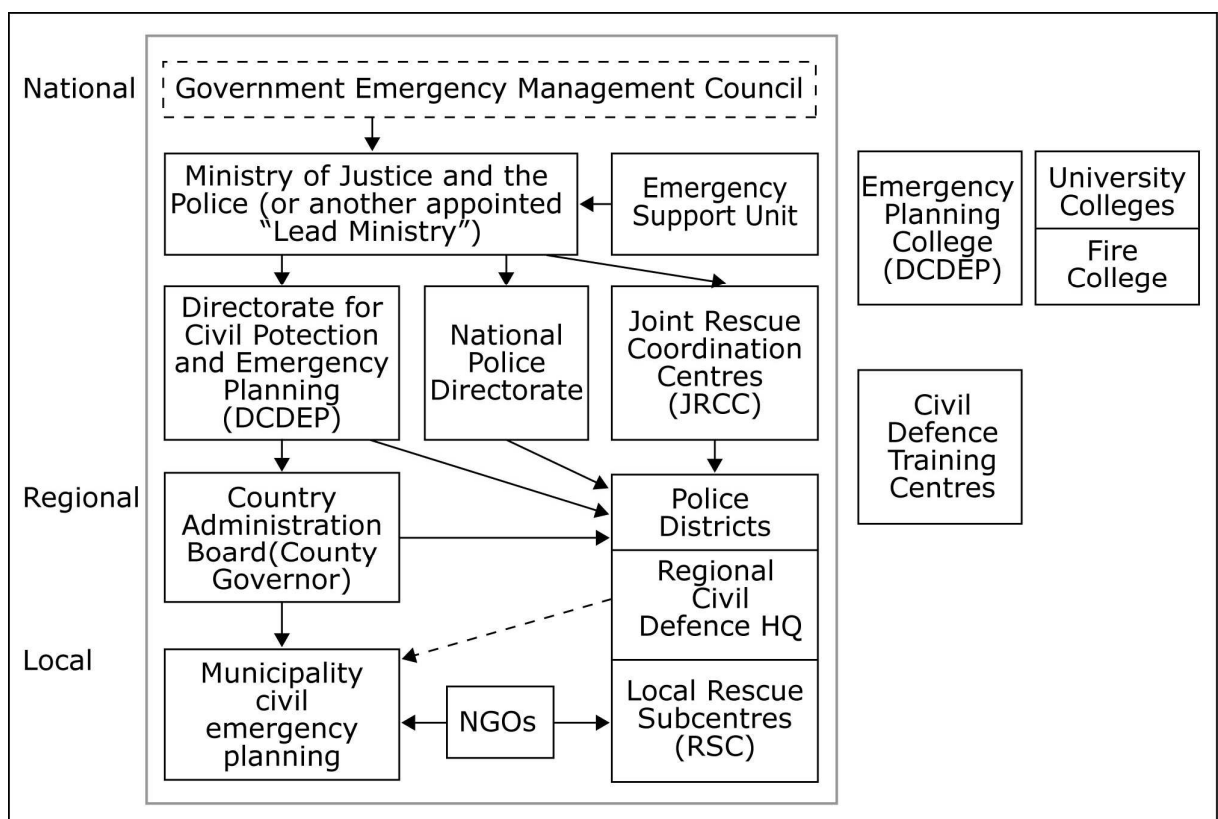 National
Government Emergency Management Council
Ministry of Justice and the
Police (or another appointed
“Lead Ministry”)
Emergency
Support Unit
Emergency
Planning
College
(DCDEP)
University
Colleges
Fire
College
Directorate for
Civil Potection
and Emergency
Planning
(DCDEP)
National
Police
Directorate
Joint Rescue
Coordination
Centres
(JRCC)
Civil
Defence
Training
Centres
Regional
Country
Administration
Board(County
Governor)
Police
Districts
Regional
Civil
Defence HQ
Local
Municipality
civil
emergency
planning
NGOs
Local Rescue
Subcentres
(RSC)